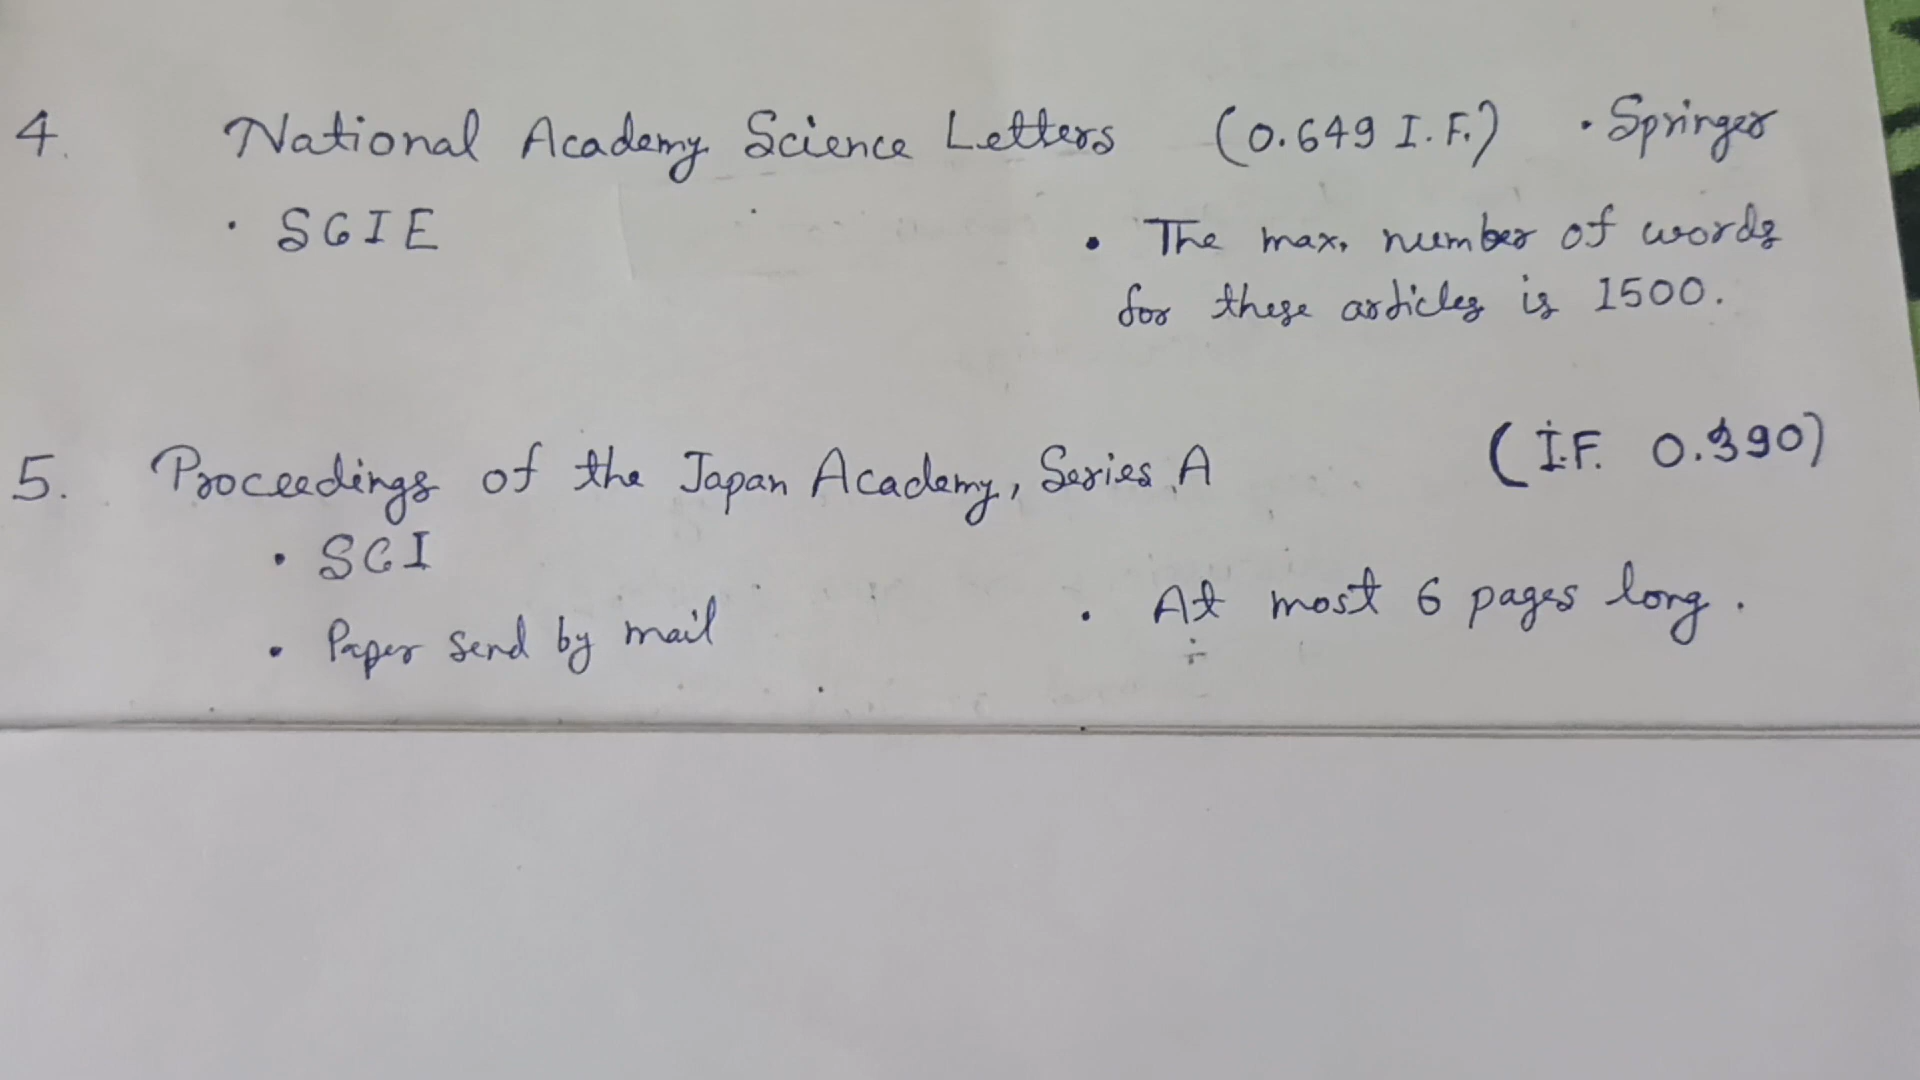 4. National Academy Science Letters (0.649 I.F.) • Springer
• SCIE
• The max. number of words
for these articles is 1500.
5. Proceedings of the Japan Academy, Series A (I.F. 0.390)
• SCI
• At most 6 pages long.
• Paper send by mail